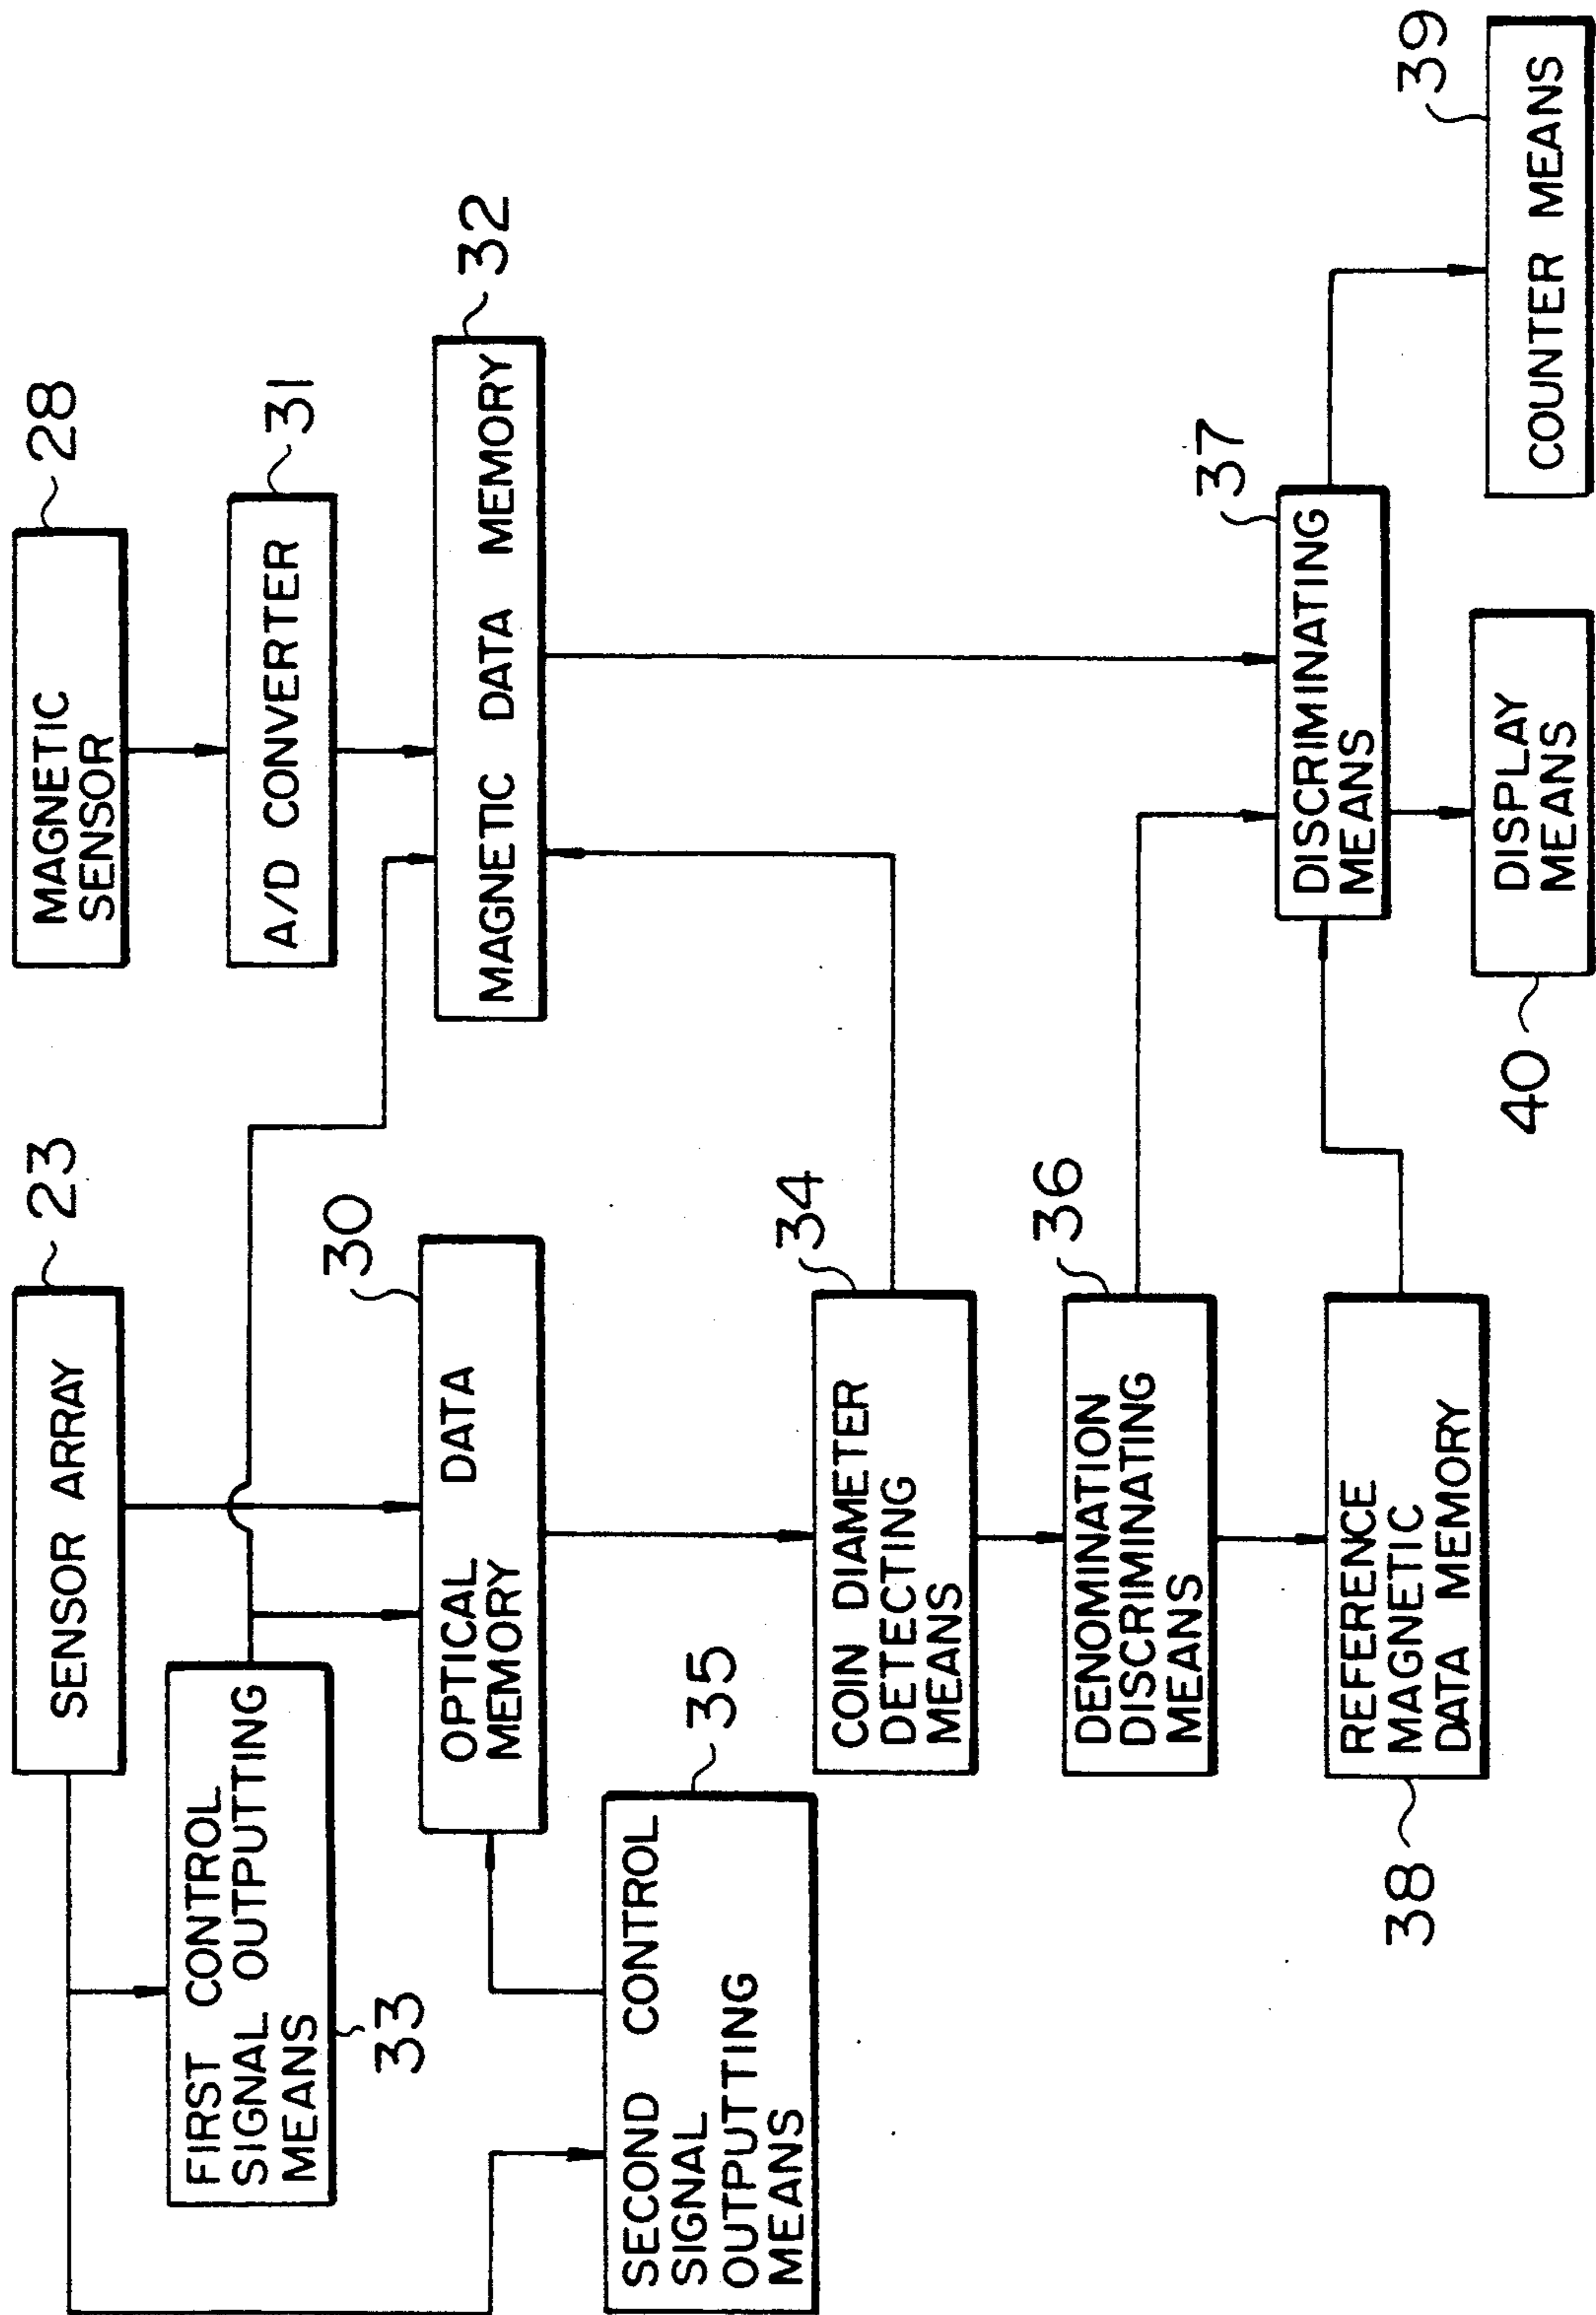 SENSOR ARRAY
23
MAGNETIC
SENSOR
28
FIRST CONTROL
SIGNAL OUTPUTTING
MEANS
33
A/D CONVERTER
31
OPTICAL DATA
MEMORY
30
MAGNETIC DATA MEMORY
32
SECOND CONTROL
SIGNAL
OUTPUTTING
MEANS
35
COIN DIAMETER
DETECTING
MEANS
34
DENOMINATION
DISCRIMINATING
MEANS
36
REFERENCE
MAGNETIC
DATA MEMORY
38
DISCRIMINATING
MEANS
37
DISPLAY
MEANS
40
COUNTER MEANS
39